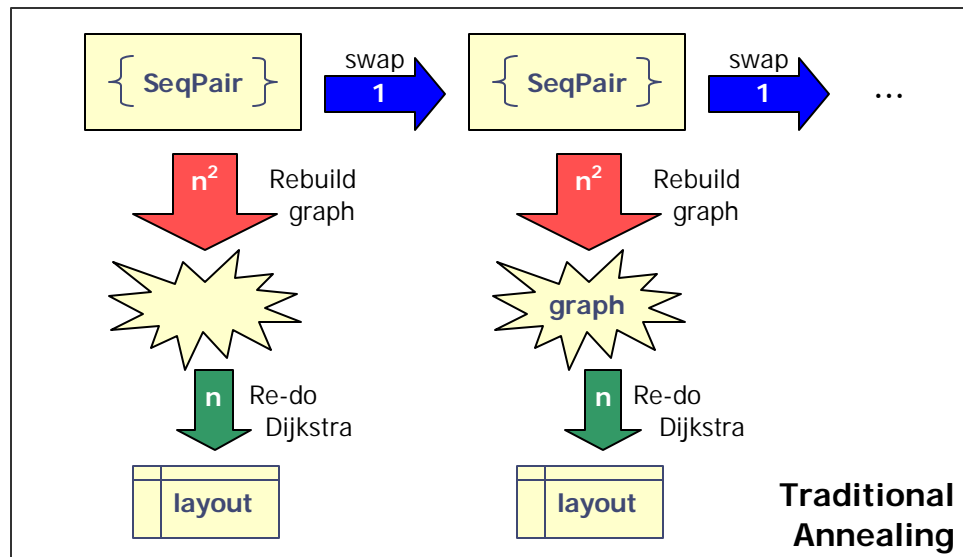 { SeqPair }
swap
1
{ SeqPair }
swap
1
...
n²
Rebuild
graph
n²
Rebuild
graph
graph
n
Re-do
Dijkstra
n
Re-do
Dijkstra
layout
layout
Traditional
Annealing